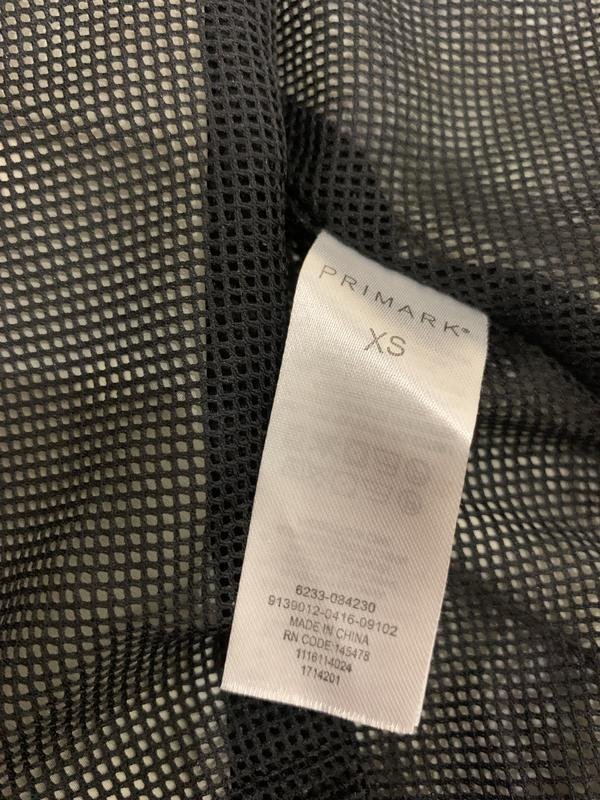 PRIMARK®
XS
6233-084230
9139012-0416-09102
MADE IN CHINA
RN CODE:145478
1116114024
1714201